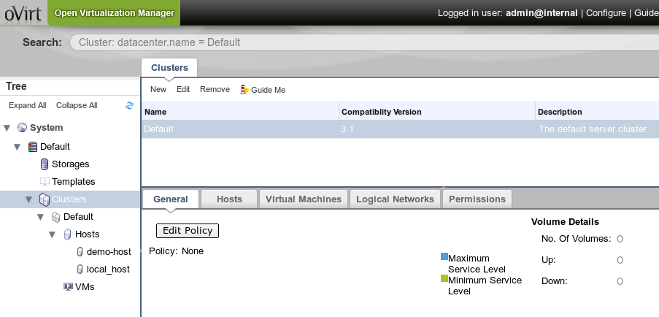 oVirt Open Virtualization Manager
Logged in user: admin@internal | Configure | Guide
Search: Cluster: datacenter.name = Default
Clusters
Tree
New Edit Remove Guide Me
Expand All Collapse All
Name Compatiblity Version Description
System
Default 3.1 The default server cluster
Default
Storages
Templates
Clusters
General Hosts Virtual Machines Logical Networks Permissions
Default
Edit Policy
Volume Details
Hosts
No. Of Volumes: 0
Policy: None
demo-host
Maximum
Service Level
Up: 0
local_host
Minimum Service
Level
Down: 0
VMs